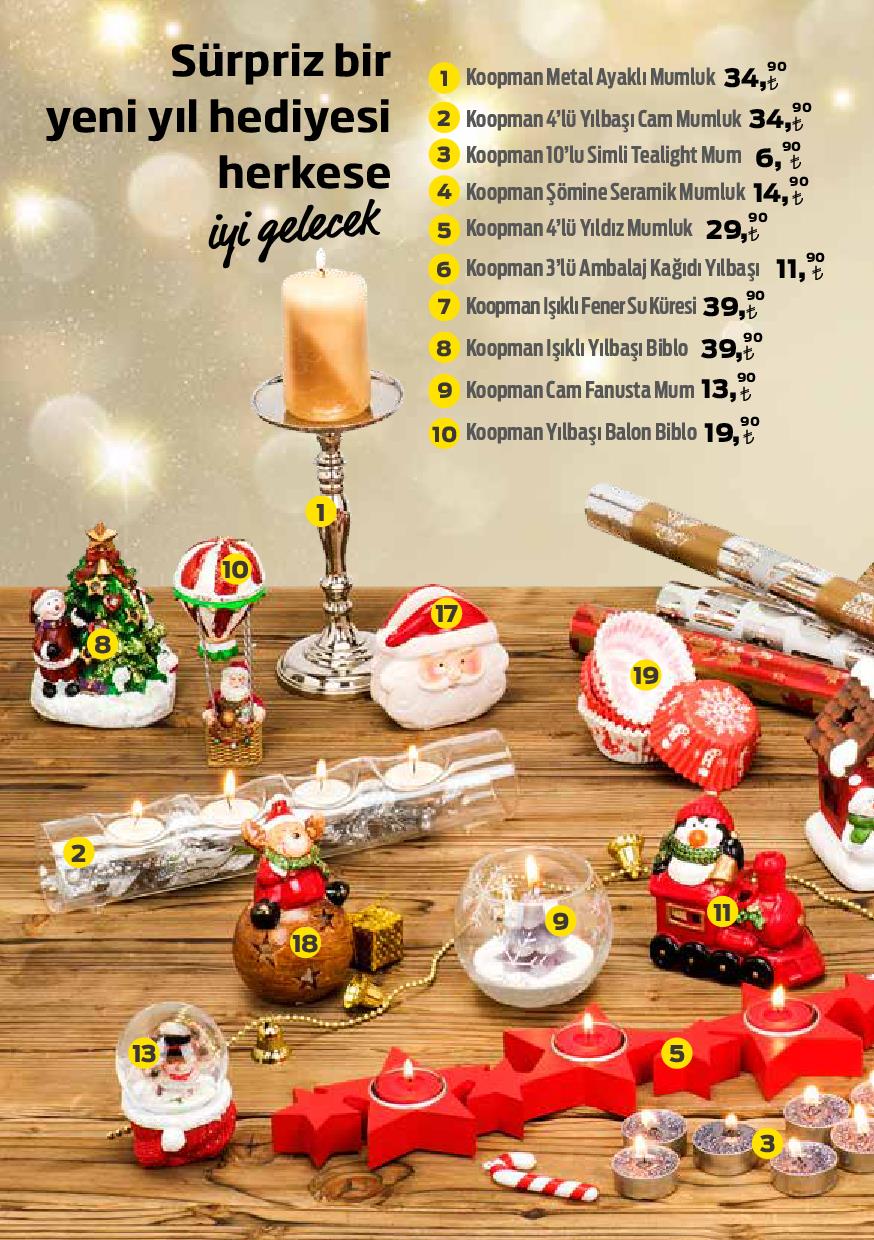 Sürpriz bir
yeni yıl hediyesi
herkese
iyi gelecek
1 Koopman Metal Ayaklı Mumluk 34,90 ₺
2 Koopman 4'lü Yılbaşı Cam Mumluk 34,90 ₺
3 Koopman 10'lu Simli Tealight Mum 6,90 ₺
4 Koopman Şömine Seramik Mumluk 14,90 ₺
5 Koopman 4'lü Yıldız Mumluk 29,90 ₺
6 Koopman 3'lü Ambalaj Kağıdı Yılbaşı 11,90 ₺
7 Koopman Işıklı Fener Su Küresi 39,90 ₺
8 Koopman Işıklı Yılbaşı Biblo 39,90 ₺
9 Koopman Cam Fanusta Mum 13,90 ₺
10 Koopman Yılbaşı Balon Biblo 19,90 ₺
1
10
17
8
19
2
9
11
18
13
5
3